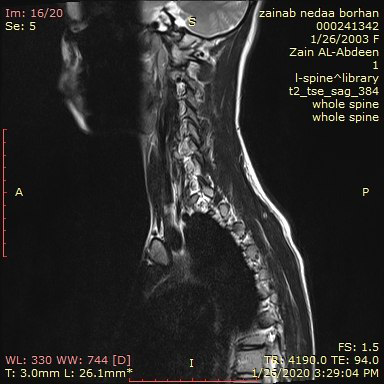 Im: 16/20
Se: 5
S
zainab nedaa borhan
000241342
1/26/2003 F
Zain AL-Abdeen
1
l-spine^library
t2_tse_sag_384
whole spine
whole spine
A
P
WL: 330 WW: 744 [D]
T: 3.0mm L: 26.1mm*
I
FS: 1.5
TR: 4190.0 TE: 94.0
1/26/2020 3:29:04 PM